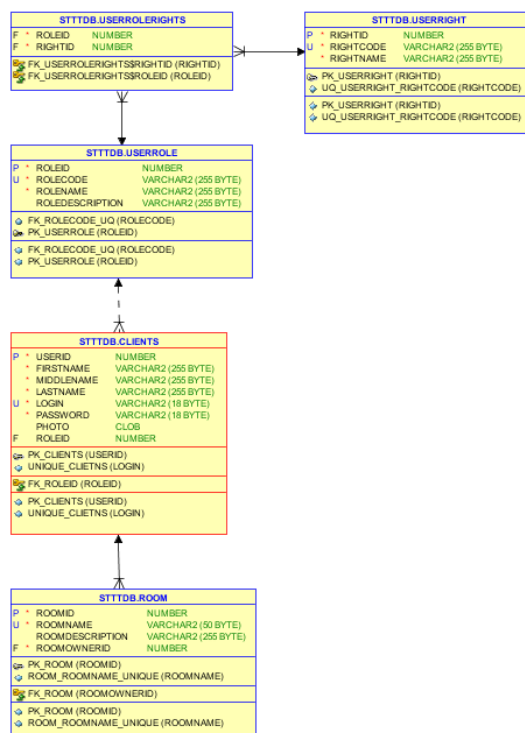 STTTDB.USERROLERIGHTS
F * ROLEID NUMBER
F * RIGHTID NUMBER
FK_USERROLERIGHTS$RIGHTID (RIGHTID)
FK_USERROLERIGHTS$ROLEID (ROLEID)
STTTDB.USERRIGHT
P * RIGHTID NUMBER
U * RIGHTCODE VARCHAR2 (255 BYTE)
* RIGHTNAME VARCHAR2 (255 BYTE)
PK_USERRIGHT (RIGHTID)
UQ_USERRIGHT_RIGHTCODE (RIGHTCODE)
PK_USERRIGHT (RIGHTID)
UQ_USERRIGHT_RIGHTCODE (RIGHTCODE)
STTTDB.USERROLE
P * ROLEID NUMBER
U * ROLECODE VARCHAR2 (255 BYTE)
* ROLENAME VARCHAR2 (255 BYTE)
ROLEDESCRIPTION VARCHAR2 (255 BYTE)
FK_ROLECODE_UQ (ROLECODE)
PK_USERROLE (ROLEID)
FK_ROLECODE_UQ (ROLECODE)
PK_USERROLE (ROLEID)
STTTDB.CLIENTS
P * USERID NUMBER
* FIRSTNAME VARCHAR2 (255 BYTE)
* MIDDLENAME VARCHAR2 (255 BYTE)
* LASTNAME VARCHAR2 (255 BYTE)
U * LOGIN VARCHAR2 (18 BYTE)
* PASSWORD VARCHAR2 (18 BYTE)
PHOTO CLOB
F ROLEID NUMBER
PK_CLIENTS (USERID)
UNIQUE_CLIETNS (LOGIN)
FK_ROLEID (ROLEID)
PK_CLIENTS (USERID)
UNIQUE_CLIETNS (LOGIN)
STTTDB.ROOM
P * ROOMID NUMBER
U * ROOMNAME VARCHAR2 (50 BYTE)
ROOMDESCRIPTION VARCHAR2 (255 BYTE)
F * ROOMOWNERID NUMBER
PK_ROOM (ROOMID)
ROOM_ROOMNAME_UNIQUE (ROOMNAME)
FK_ROOM (ROOMOWNERID)
PK_ROOM (ROOMID)
ROOM_ROOMNAME_UNIQUE (ROOMNAME)